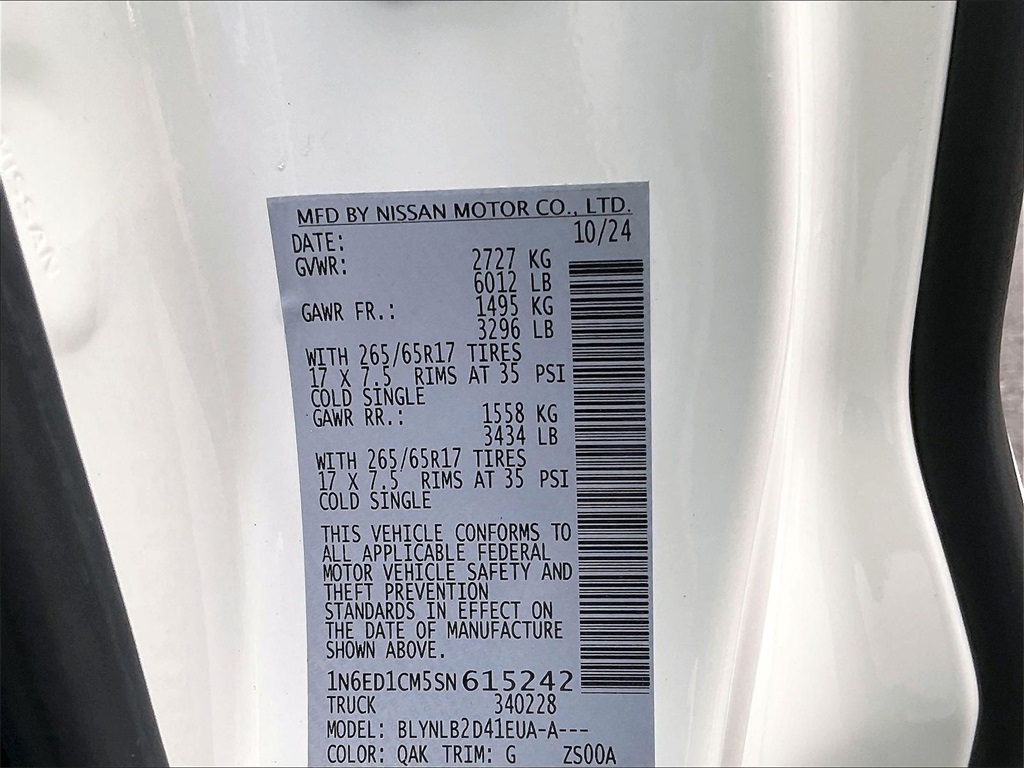 NISSAN
MFD BY NISSAN MOTOR CO., LTD.
DATE: 10/24
GVWR: 2727 KG
6012 LB
GAWR FR.: 1495 KG
3296 LB
WITH 265/65R17 TIRES
17 X 7.5 RIMS AT 35 PSI
COLD SINGLE
GAWR RR.: 1558 KG
3434 LB
WITH 265/65R17 TIRES
17 X 7.5 RIMS AT 35 PSI
COLD SINGLE
THIS VEHICLE CONFORMS TO
ALL APPLICABLE FEDERAL
MOTOR VEHICLE SAFETY AND
THEFT PREVENTION
STANDARDS IN EFFECT ON
THE DATE OF MANUFACTURE
SHOWN ABOVE.
1N6ED1CM5SN 615242
TRUCK 340228
MODEL: BLYNLB2D41EUA-A---
COLOR: QAK TRIM: G ZS00A